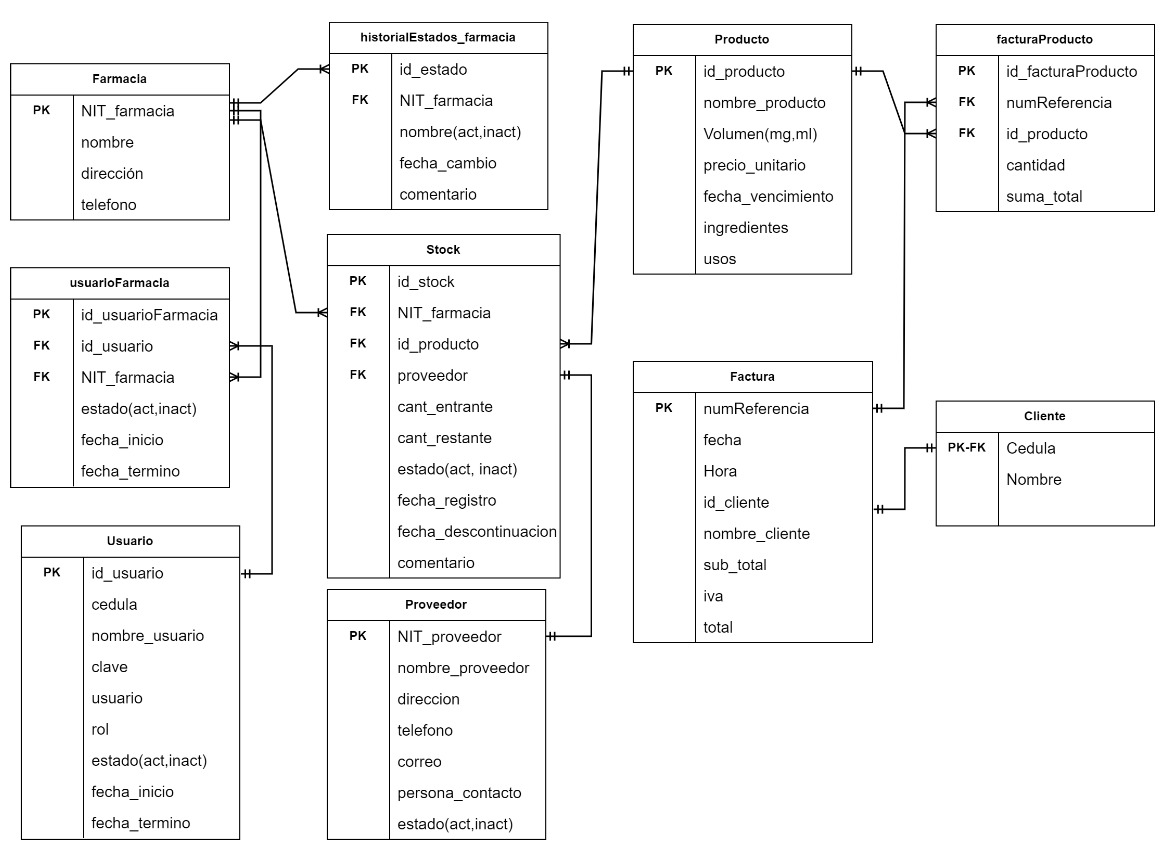 Farmacia
PK NIT_farmacia
nombre
dirección
telefono
historialEstados_farmacia
PK id_estado
FK NIT_farmacia
nombre(act,inact)
fecha_cambio
comentario
Producto
PK id_producto
nombre_producto
Volumen(mg,ml)
precio_unitario
fecha_vencimiento
ingredientes
usos
facturaProducto
PK id_facturaProducto
FK numReferencia
FK id_producto
cantidad
suma_total
usuarioFarmacia
PK id_usuarioFarmacia
FK id_usuario
FK NIT_farmacia
estado(act,inact)
fecha_inicio
fecha_termino
Stock
PK id_stock
FK NIT_farmacia
FK id_producto
FK proveedor
cant_entrante
cant_restante
estado(act, inact)
fecha_registro
fecha_descontinuacion
comentario
Factura
PK numReferencia
fecha
Hora
id_cliente
nombre_cliente
sub_total
iva
total
Cliente
PK-FK Cedula
Nombre
Usuario
PK id_usuario
cedula
nombre_usuario
clave
usuario
rol
estado(act,inact)
fecha_inicio
fecha_termino
Proveedor
PK NIT_proveedor
nombre_proveedor
direccion
telefono
correo
persona_contacto
estado(act,inact)